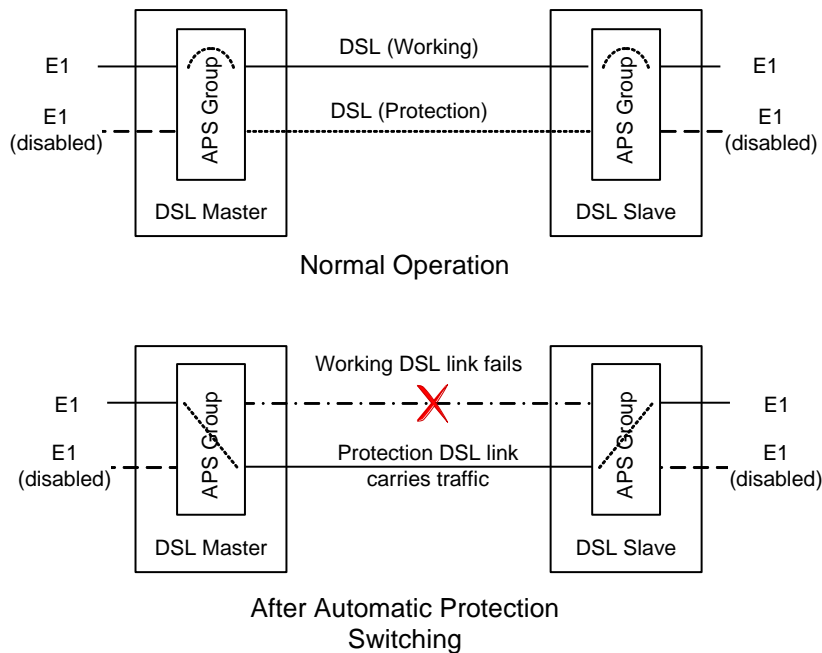 DSL (Working)
E1
APS Group
APS Group
E1
E1
(disabled)
DSL (Protection)
E1
(disabled)
DSL Master
DSL Slave
Normal Operation
Working DSL link fails
E1
APS Group
APS Group
E1
E1
(disabled)
Protection DSL link
carries traffic
E1
(disabled)
DSL Master
DSL Slave
After Automatic Protection
Switching